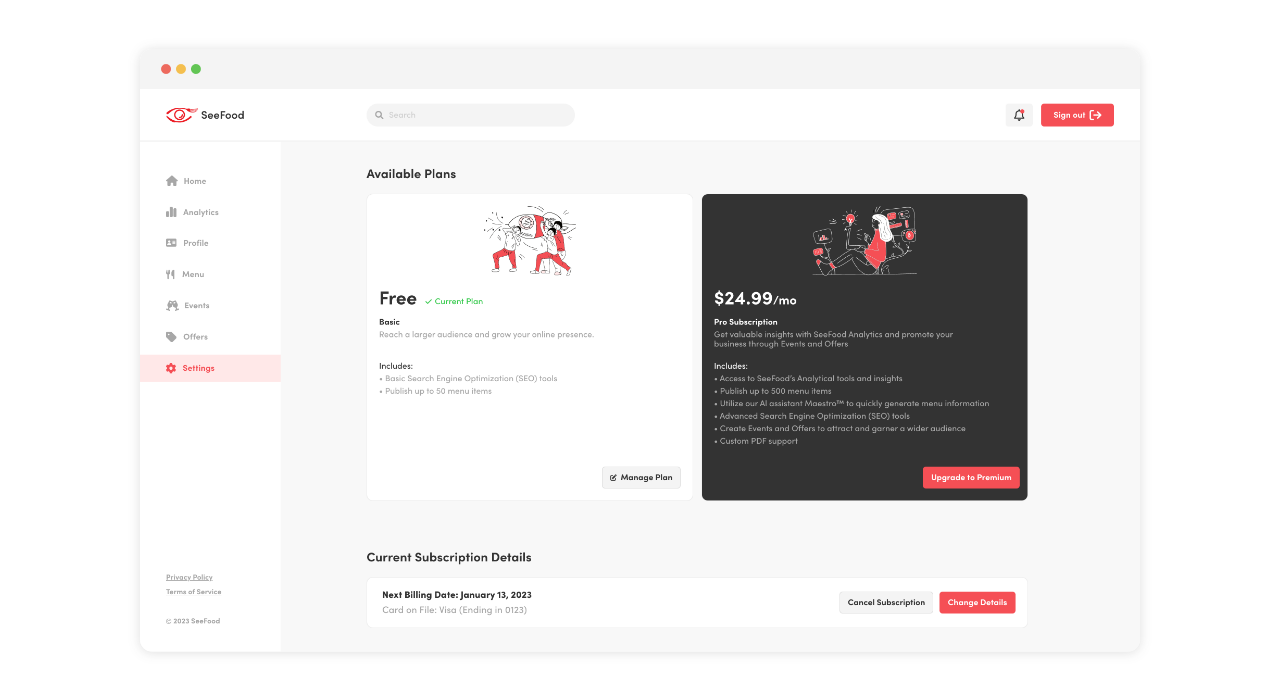 SeeFood
Search
Sign out
Home
Analytics
Profile
Menu
Events
Offers
Settings
Privacy Policy
Terms of Service
© 2023 SeeFood
Available Plans
Free
Current Plan
Basic
Reach a larger audience and grow your online presence.
Includes:
• Basic Search Engine Optimization (SEO) tools
• Publish up to 50 menu items
Manage Plan
$24.99/mo
Pro Subscription
Get valuable insights with SeeFood Analytics and promote your
business through Events and Offers
Includes:
• Access to SeeFood's Analytical tools and insights
• Publish up to 500 menu items
• Utilize our AI assistant Maestro™ to quickly generate menu information
• Advanced Search Engine Optimization (SEO) tools
• Create Events and Offers to attract and garner a wider audience
• Custom PDF support
Upgrade to Premium
Current Subscription Details
Next Billing Date: January 13, 2023
Card on File: Visa (Ending in 0123)
Cancel Subscription
Change Details